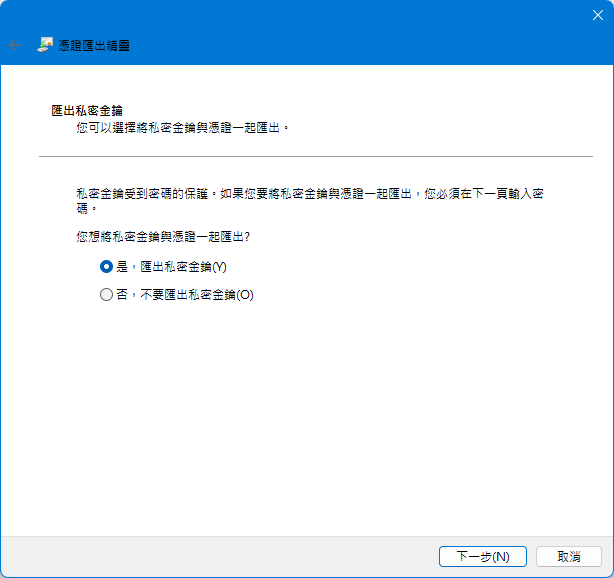 憑證匯出精靈
匯出私密金鑰
您可以選擇將私密金鑰與憑證一起匯出。
私密金鑰受到密碼的保護。如果您要將私密金鑰與憑證一起匯出，您必須在下一頁輸入密
碼。
您想將私密金鑰與憑證一起匯出?
是，匯出私密金鑰(Y)
否，不要匯出私密金鑰(O)
下一步(N)
取消